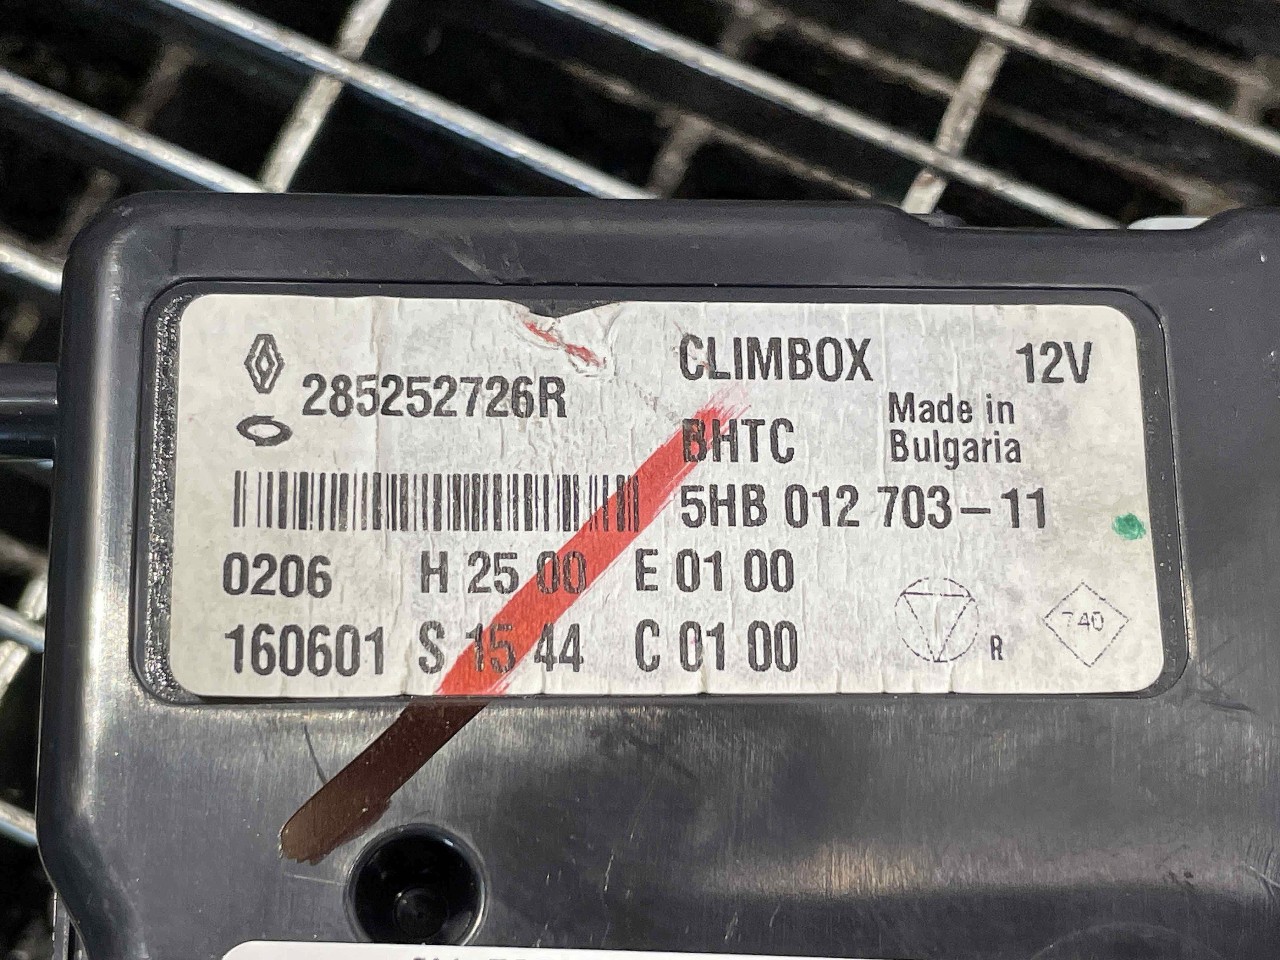 285252726R
CLIMBOX 12V
BHTC Made in Bulgaria
5HB 012 703-11
0206 H 25 00 E 01 00
160601 S 15 44 C 01 00
R
740